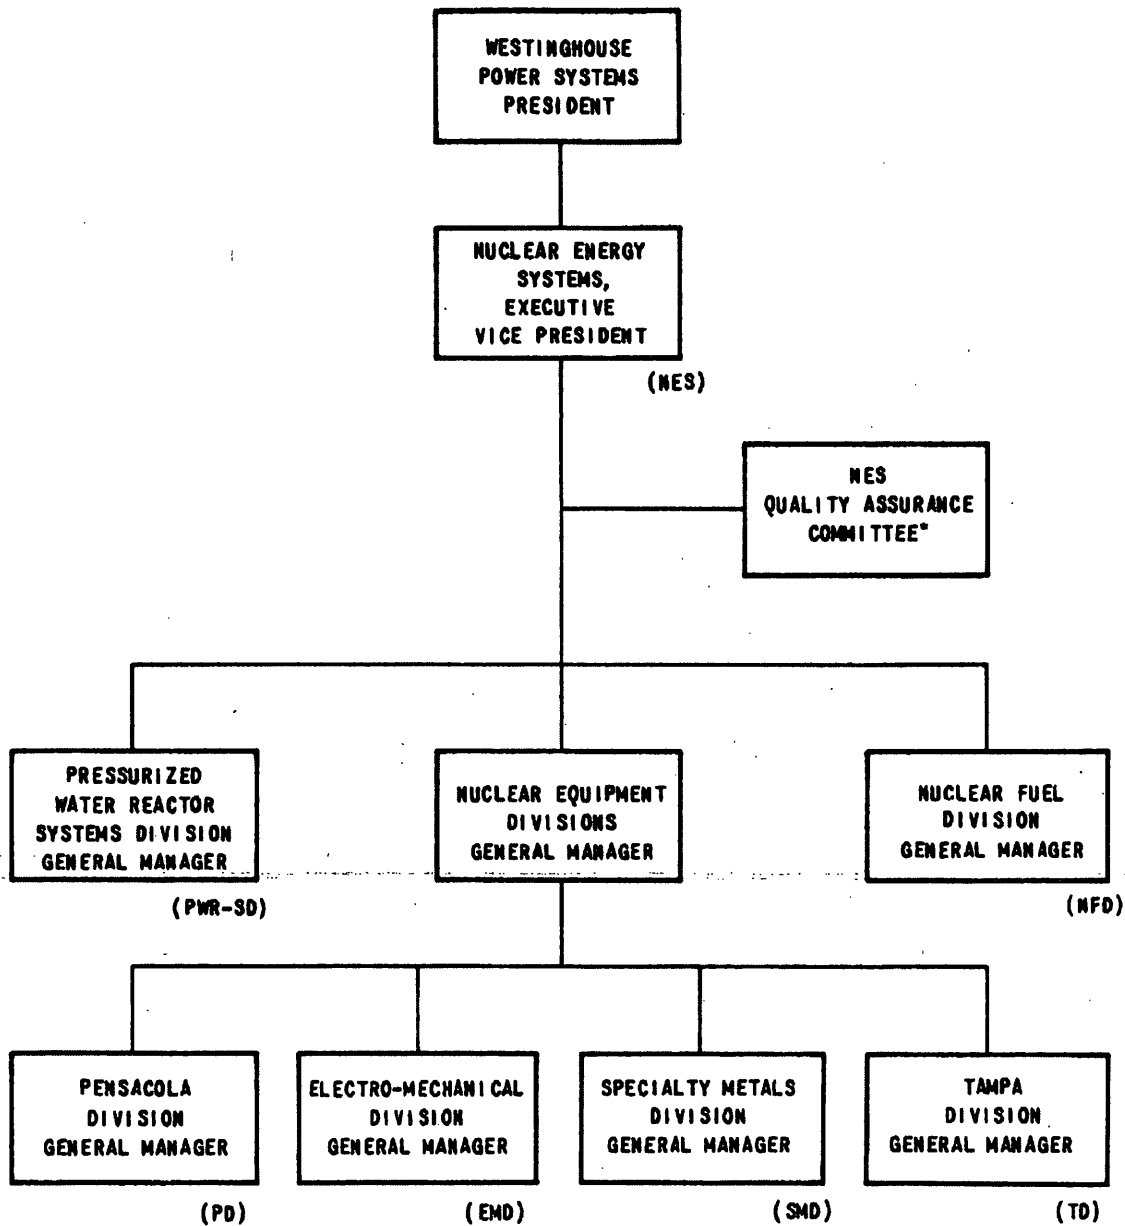 WESTINGHOUSE
POWER SYSTEMS
PRESIDENT
NUCLEAR ENERGY
SYSTEMS,
EXECUTIVE
VICE PRESIDENT
(NES)
NES
QUALITY ASSURANCE
COMMITTEE*
PRESSURIZED
WATER REACTOR
SYSTEMS DIVISION
GENERAL MANAGER
(PWR-SD)
NUCLEAR EQUIPMENT
DIVISIONS
GENERAL MANAGER
NUCLEAR FUEL
DIVISION
GENERAL MANAGER
(NFD)
PENSACOLA
DIVISION
GENERAL MANAGER
(PD)
ELECTRO-MECHANICAL
DIVISION
GENERAL MANAGER
(EMD)
SPECIALTY METALS
DIVISION
GENERAL MANAGER
(SMD)
TAMPA
DIVISION
GENERAL MANAGER
(TD)